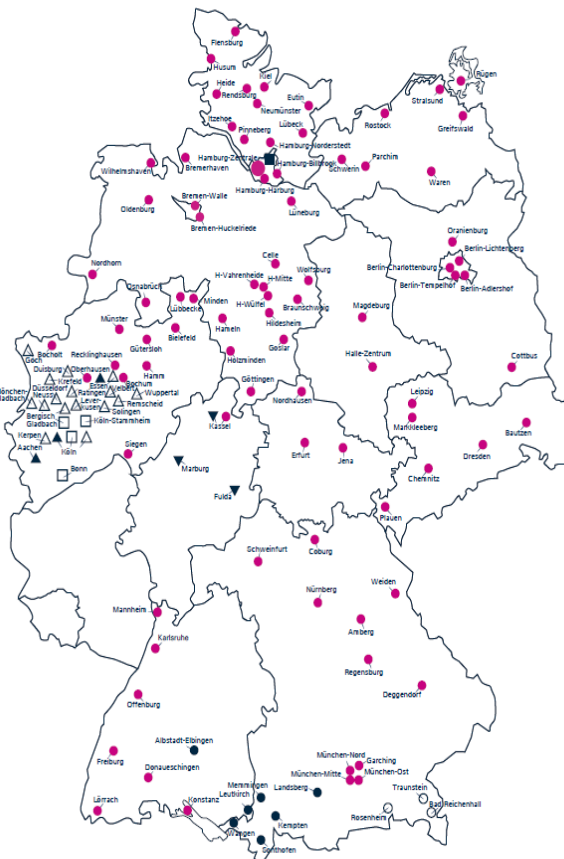 Flensburg
Husum
Rügen
Heide
Kiel
Rendsburg
Eutin
Stralsund
Neumünster
Greifswald
Itzehoe
Rostock
Pinneberg
Lübeck
Hamburg-Norderstedt
Hamburg-Zentrale
Hamburg-Billbrook
Schwerin
Parchim
Wilhelmshaven
Bremerhaven
Waren
Hamburg-Harburg
Bremen-Walle
Oldenburg
Lüneburg
Bremen-Huckelriede
Oranienburg
Berlin-Lichtenberg
Nordhorn
Celle
Berlin-Charlottenburg
H-Vahrenheide
H-Mitte
Wolfsburg
Berlin-Tempelhof
Berlin-Adlershof
Osnabrück
Minden
Lübbecke
H-Wülfel
Braunschweig
Magdeburg
Münster
Hameln
Hildesheim
Bielefeld
Gütersloh
Goslar
Bocholt
Goch
Recklinghausen
Holzminden
Halle-Zentrum
Cottbus
Duisburg
Oberhausen
Hamm
Krefeld
Essen
Bochum
Göttingen
Nordhausen
Leipzig
Mönchen-
gladbach
Düsseldorf
Neuss
Ratingen
Velbert
Wuppertal
Lever-
kusen
Remscheid
Solingen
Markkleeberg
Bergisch
Gladbach
Köln-Stammheim
Kassel
Bautzen
Kerpen
Aachen
Köln
Siegen
Erfurt
Jena
Dresden
Bonn
Marburg
Chemnitz
Fulda
Plauen
Schweinfurt
Coburg
Nürnberg
Weiden
Mannheim
Amberg
Karlsruhe
Regensburg
Deggendorf
Offenburg
Albstadt-Ebingen
Freiburg
München-Nord
Garching
Donaueschingen
München-Mitte
München-Ost
Memmingen
Landsberg
Traunstein
Leutkirch
Lörrach
Konstanz
Bad Reichenhall
Rosenheim
Kempten
Wangen
Sonthofen